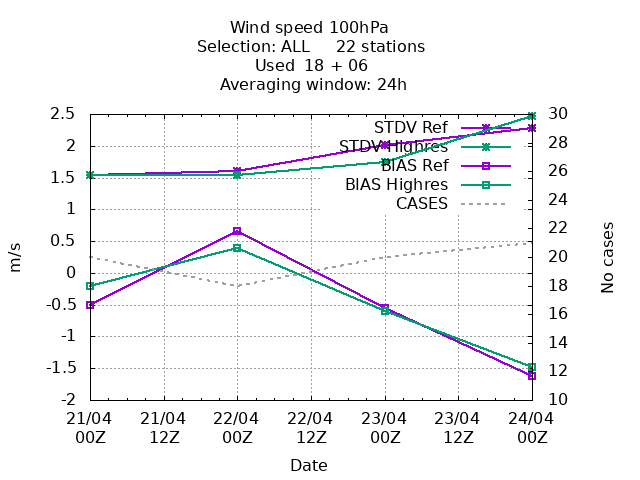 Wind speed 100hPa
Selection: ALL     22 stations
Used  18 + 06
Averaging window: 24h
2.5
2
1.5
1
0.5
0
-0.5
-1
-1.5
-2
m/s
30
28
26
24
22
20
18
16
14
12
10
No cases
STDV Ref
STDV Highres
BIAS Ref
BIAS Highres
CASES
21/04 21/04 22/04 22/04 23/04 23/04 24/04
00Z 12Z 00Z 12Z 00Z 12Z 00Z
Date